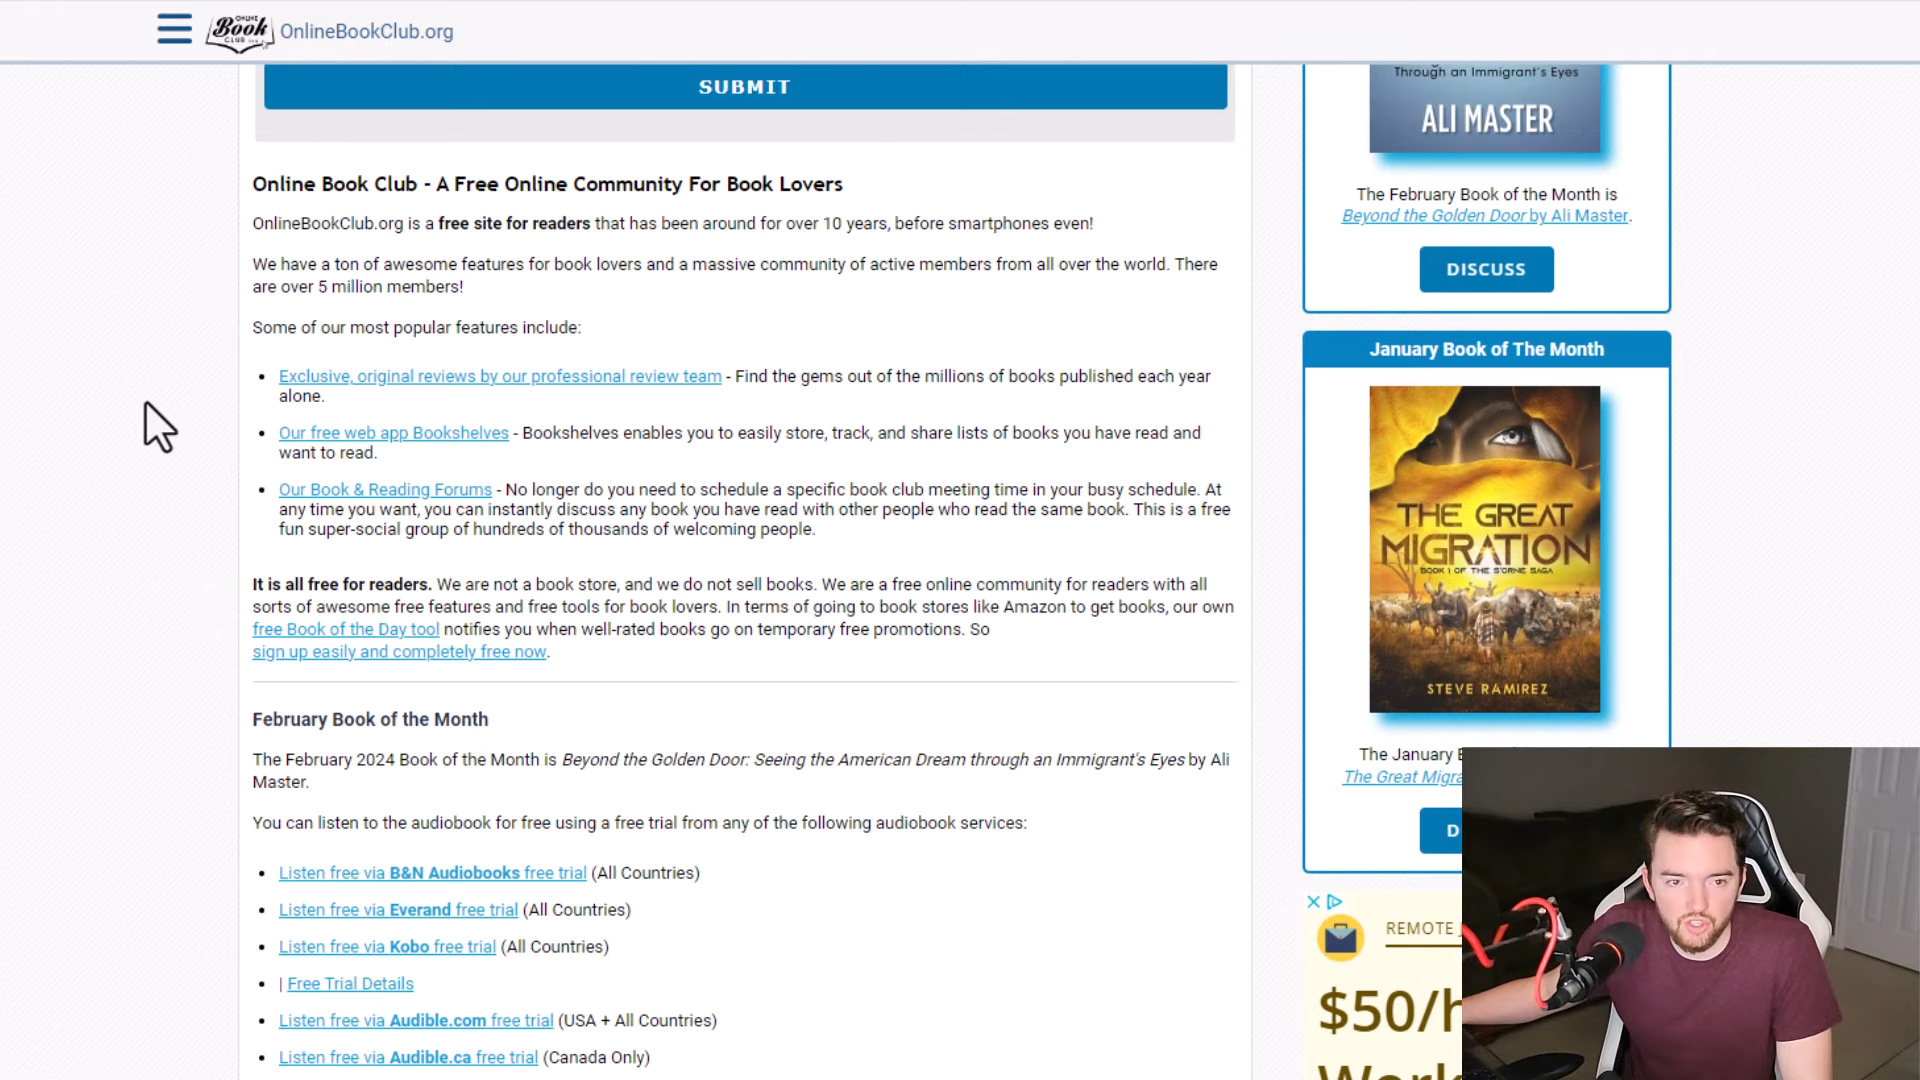 ONLINE
Book
CLUB
OnlineBookClub.org
SUBMIT
Online Book Club - A Free Online Community For Book Lovers
OnlineBookClub.org is a free site for readers that has been around for over 10 years, before smartphones even!
We have a ton of awesome features for book lovers and a massive community of active members from all over the world. There
are over 5 million members!
Some of our most popular features include:
• Exclusive, original reviews by our professional review team - Find the gems out of the millions of books published each year
alone.
• Our free web app Bookshelves - Bookshelves enables you to easily store, track, and share lists of books you have read and
want to read.
• Our Book & Reading Forums - No longer do you need to schedule a specific book club meeting time in your busy schedule. At
any time you want, you can instantly discuss any book you have read with other people who read the same book. This is a free
fun super-social group of hundreds of thousands of welcoming people.
It is all free for readers. We are not a book store, and we do not sell books. We are a free online community for readers with all
sorts of awesome free features and free tools for book lovers. In terms of going to book stores like Amazon to get books, our own
free Book of the Day tool notifies you when well-rated books go on temporary free promotions. So
sign up easily and completely free now.
February Book of the Month
The February 2024 Book of the Month is Beyond the Golden Door: Seeing the American Dream through an Immigrant's Eyes by Ali
Master.
You can listen to the audiobook for free using a free trial from any of the following audiobook services:
• Listen free via B&N Audiobooks free trial (All Countries)
• Listen free via Everand free trial (All Countries)
• Listen free via Kobo free trial (All Countries)
• | Free Trial Details
• Listen free via Audible.com free trial (USA + All Countries)
• Listen free via Audible.ca free trial (Canada Only)
Through an Immigrant's Eyes
ALI MASTER
The February Book of the Month is
Beyond the Golden Door by Ali Master.
DISCUSS
January Book of The Month
THE GREAT
MIGRATION
BOOK 1 OF THE S'ORNE SAGA
STEVE RAMIREZ
The January
The Great Migra
D
REMOTE
$50/h
Work